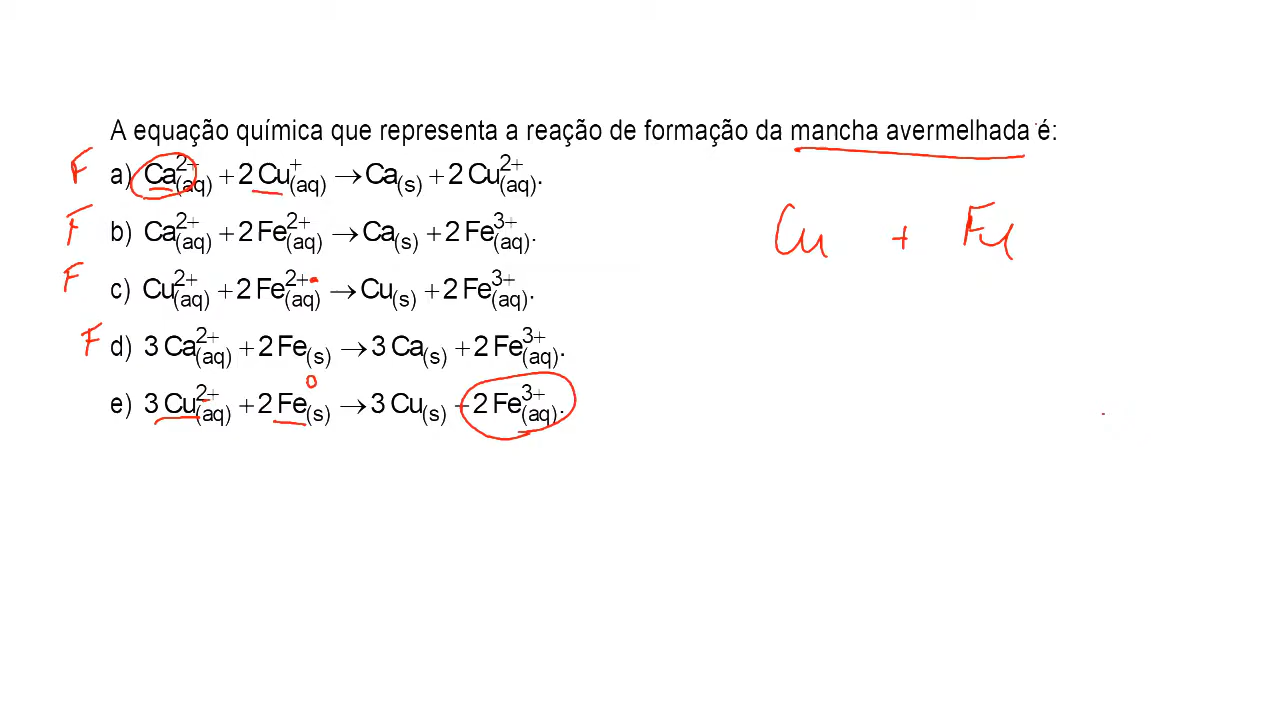 A equação química que representa a reação de formação da mancha avermelhada é:
F a) Ca²⁺(aq) + 2 Cu⁺(aq) → Ca(s) + 2 Cu²⁺(aq).
F b) Ca²⁺(aq) + 2 Fe²⁺(aq) → Ca(s) + 2 Fe³⁺(aq).
Cu + Fe
F c) Cu²⁺(aq) + 2 Fe²⁺(aq) → Cu(s) + 2 Fe³⁺(aq).
F d) 3 Ca²⁺(aq) + 2 Fe(s) → 3 Ca(s) + 2 Fe³⁺(aq).
0
e) 3 Cu²⁺(aq) + 2 Fe(s) → 3 Cu(s) + 2 Fe³⁺(aq).